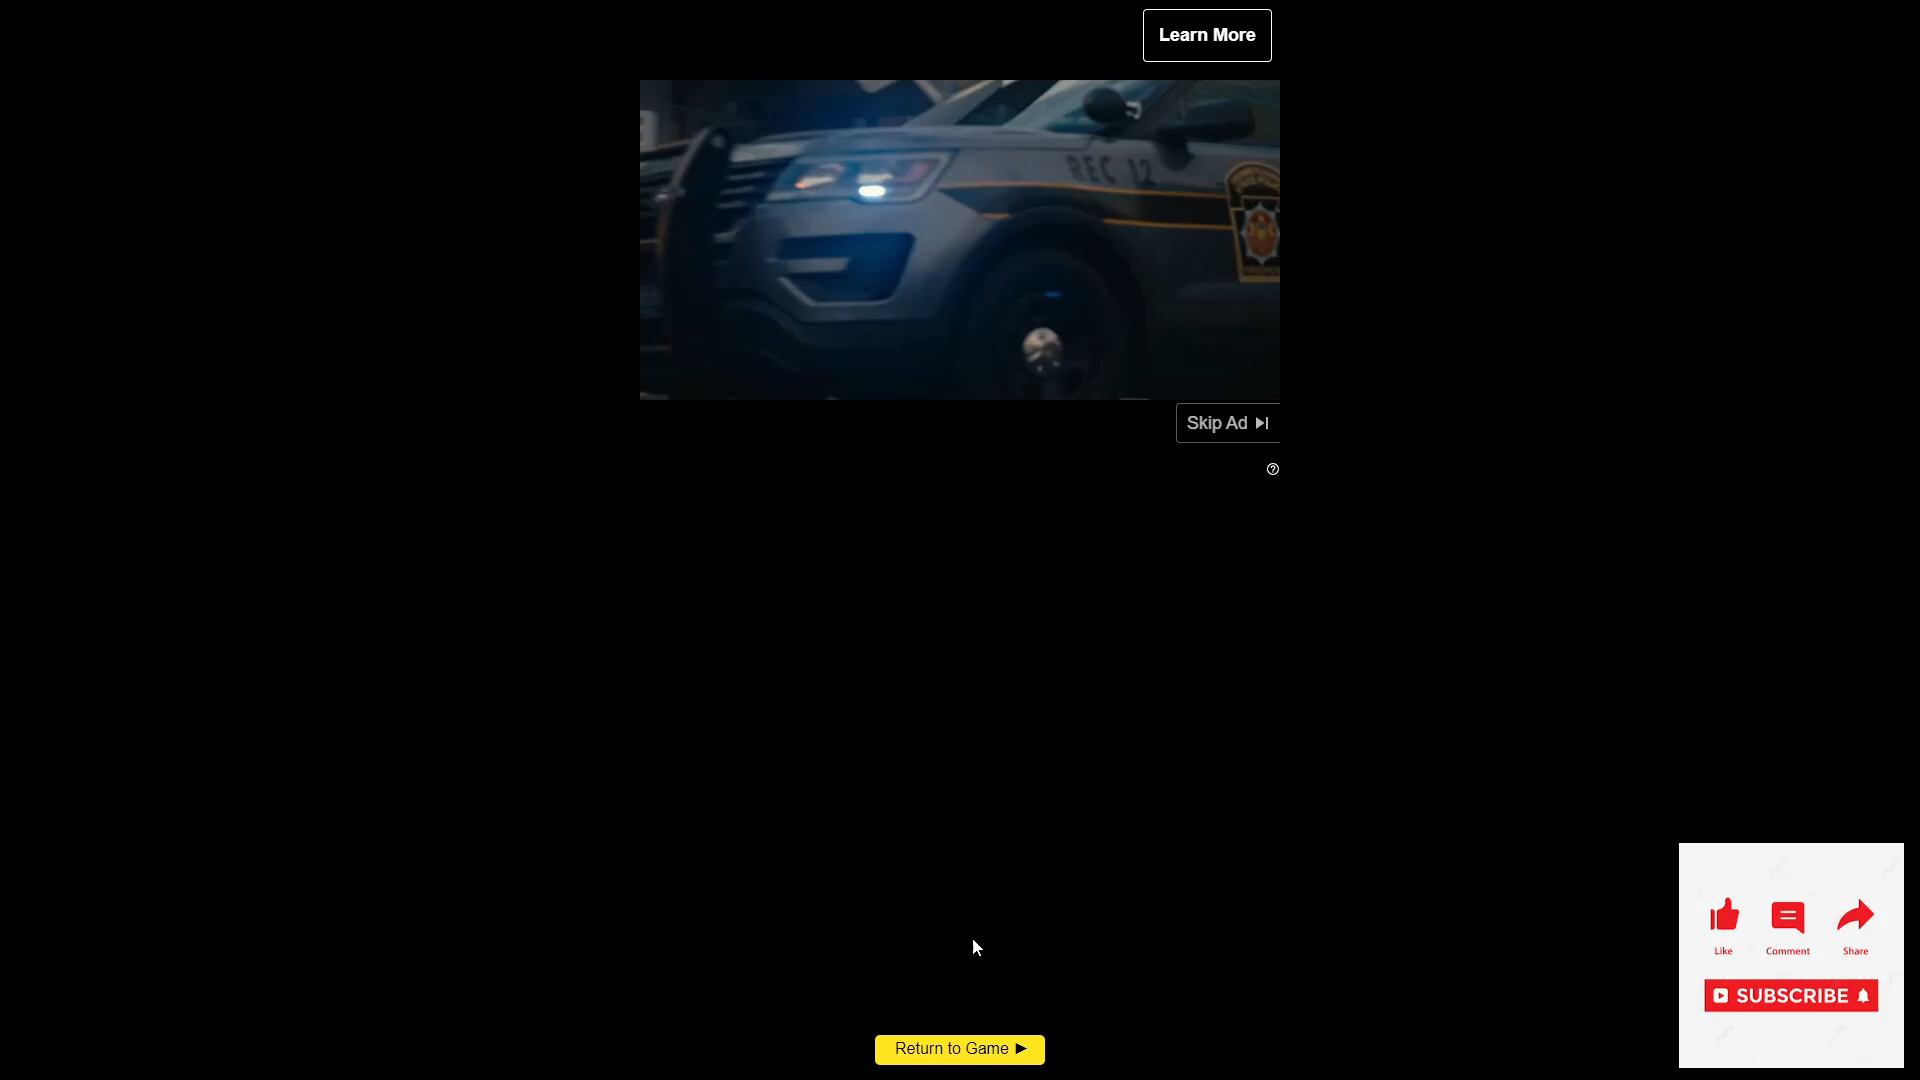 Learn More
REC 12
Skip Ad
Return to Game
Like
Comment
Share
SUBSCRIBE